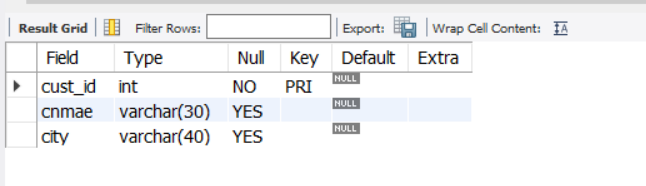 Result Grid Filter Rows: Export: Wrap Cell Content: IA
Field Type Null Key Default Extra
cust_id int NO PRI NULL
cnmae varchar(30) YES NULL
city varchar(40) YES NULL